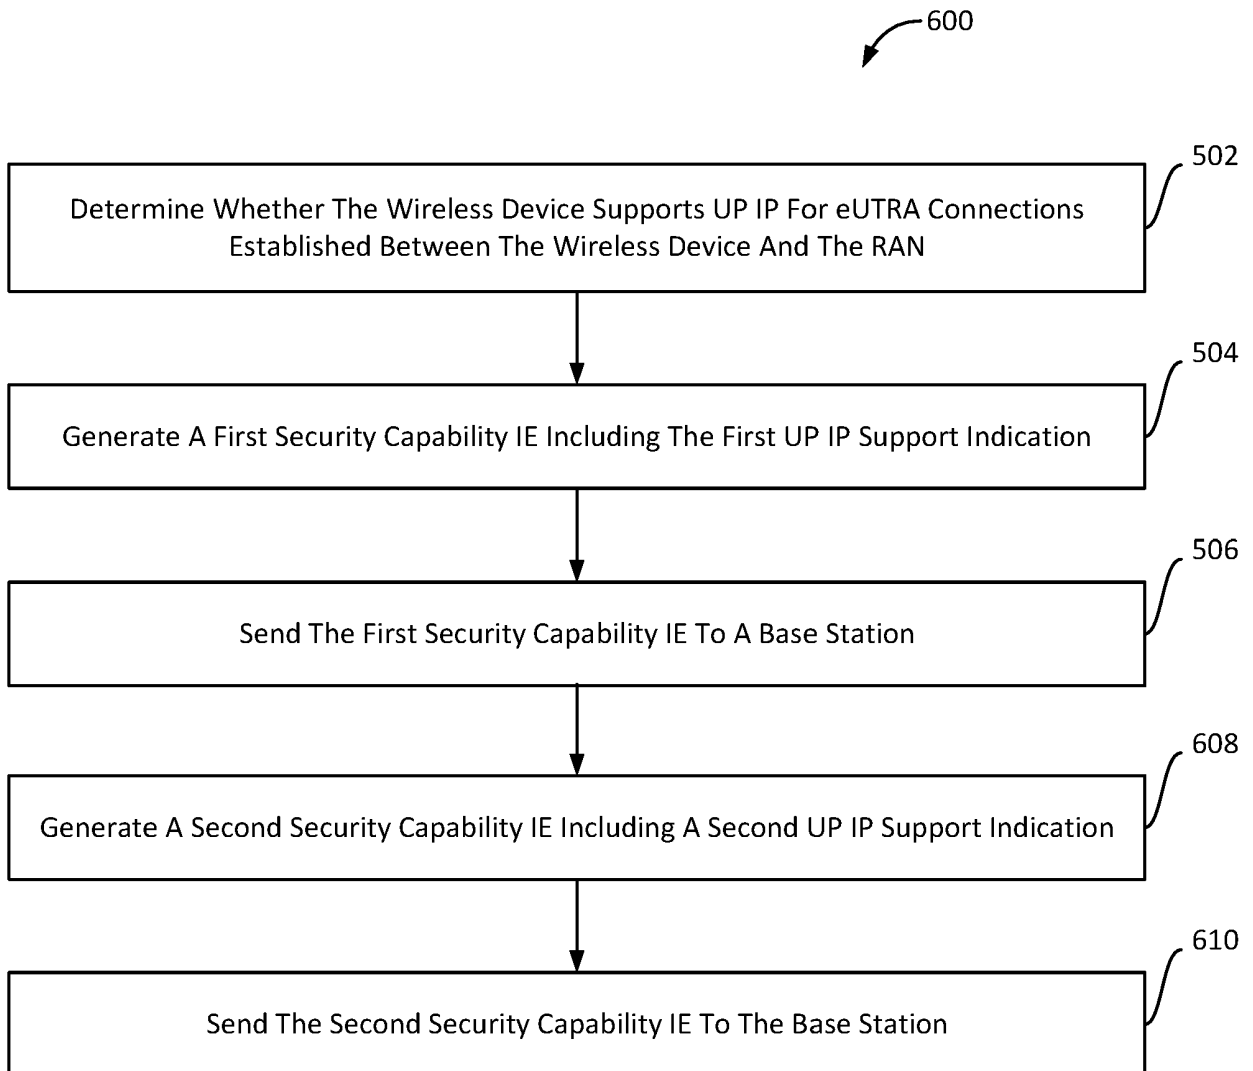 600
502
Determine Whether The Wireless Device Supports UP IP For eUTRA Connections
Established Between The Wireless Device And The RAN
504
Generate A First Security Capability IE Including The First UP IP Support Indication
506
Send The First Security Capability IE To A Base Station
608
Generate A Second Security Capability IE Including A Second UP IP Support Indication
610
Send The Second Security Capability IE To The Base Station